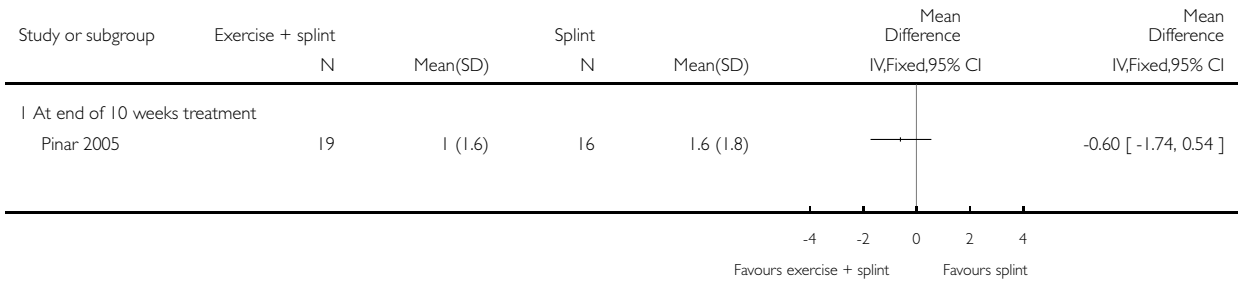 Mean Mean
Study or subgroup Exercise + splint Splint Difference Difference
N Mean(SD) N Mean(SD) IV,Fixed,95% CI IV,Fixed,95% CI
1 At end of 10 weeks treatment
Pinar 2005 19 1 (1.6) 16 1.6 (1.8) -0.60 [ -1.74, 0.54 ]
-4 -2 0 2 4
Favours exercise + splint Favours splint